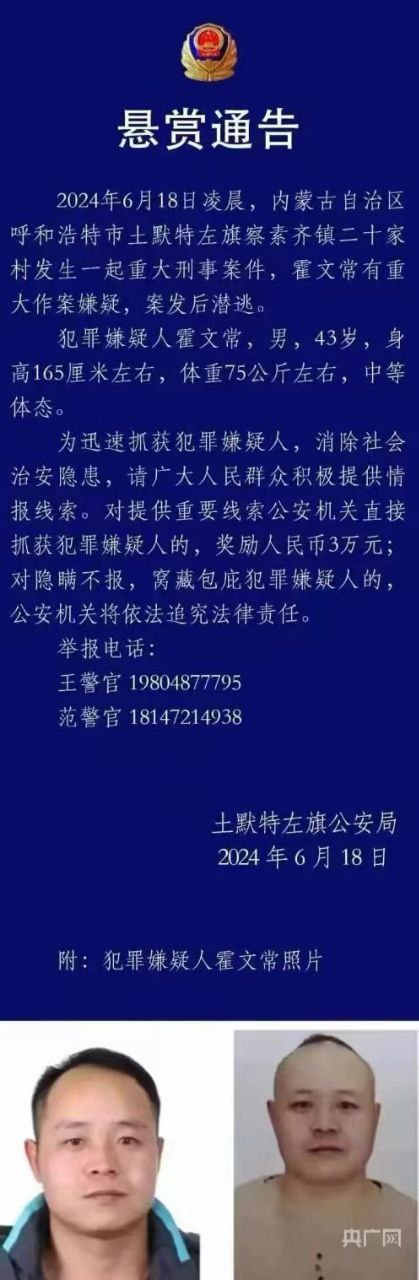 悬赏通告
2024年6月18日凌晨，内蒙古自治区
呼和浩特市土默特左旗察素齐镇二十家
村发生一起重大刑事案件，霍文常有重
大作案嫌疑，案发后潜逃。
犯罪嫌疑人霍文常，男，43岁，身
高165厘米左右，体重75公斤左右，中等
体态。
为迅速抓获犯罪嫌疑人，消除社会
治安隐患，请广大人民群众积极提供情
报线索。对提供重要线索公安机关直接
抓获犯罪嫌疑人的，奖励人民币3万元；
对隐瞒不报，窝藏包庇犯罪嫌疑人的，
公安机关将依法追究法律责任。
举报电话：
王警官 19804877795
范警官 18147214938
土默特左旗公安局
2024 年 6 月 18 日
附：犯罪嫌疑人霍文常照片
央广网